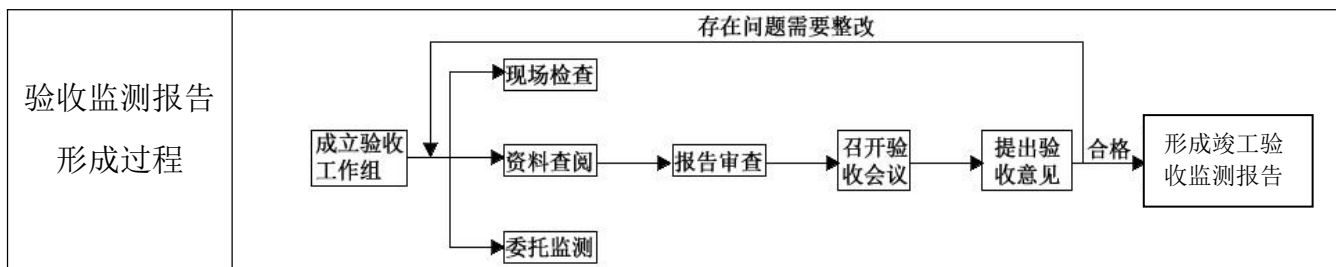 验收监测报告
形成过程
存在问题需要整改
现场检查
成立验收
工作组
资料查阅
报告审查
召开验
收会议
提出验
收意见
合格
形成竣工验
收监测报告
委托监测